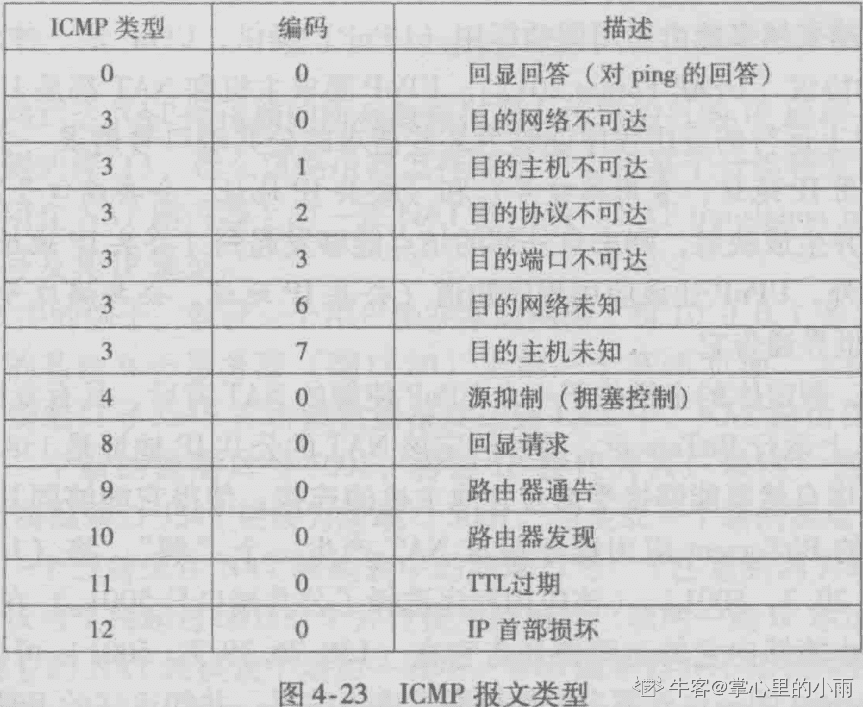 ICMP 类型 编码 描述
0 0 回显回答（对 ping 的回答）
3 0 目的网络不可达
3 1 目的主机不可达
3 2 目的协议不可达
3 3 目的端口不可达
3 6 目的网络未知
3 7 目的主机未知
4 0 源抑制（拥塞控制）
8 0 回显请求
9 0 路由器通告
10 0 路由器发现
11 0 TTL过期
12 0 IP 首部损坏
图 4-23 ICMP 报文类型
牛客@掌心里的小雨